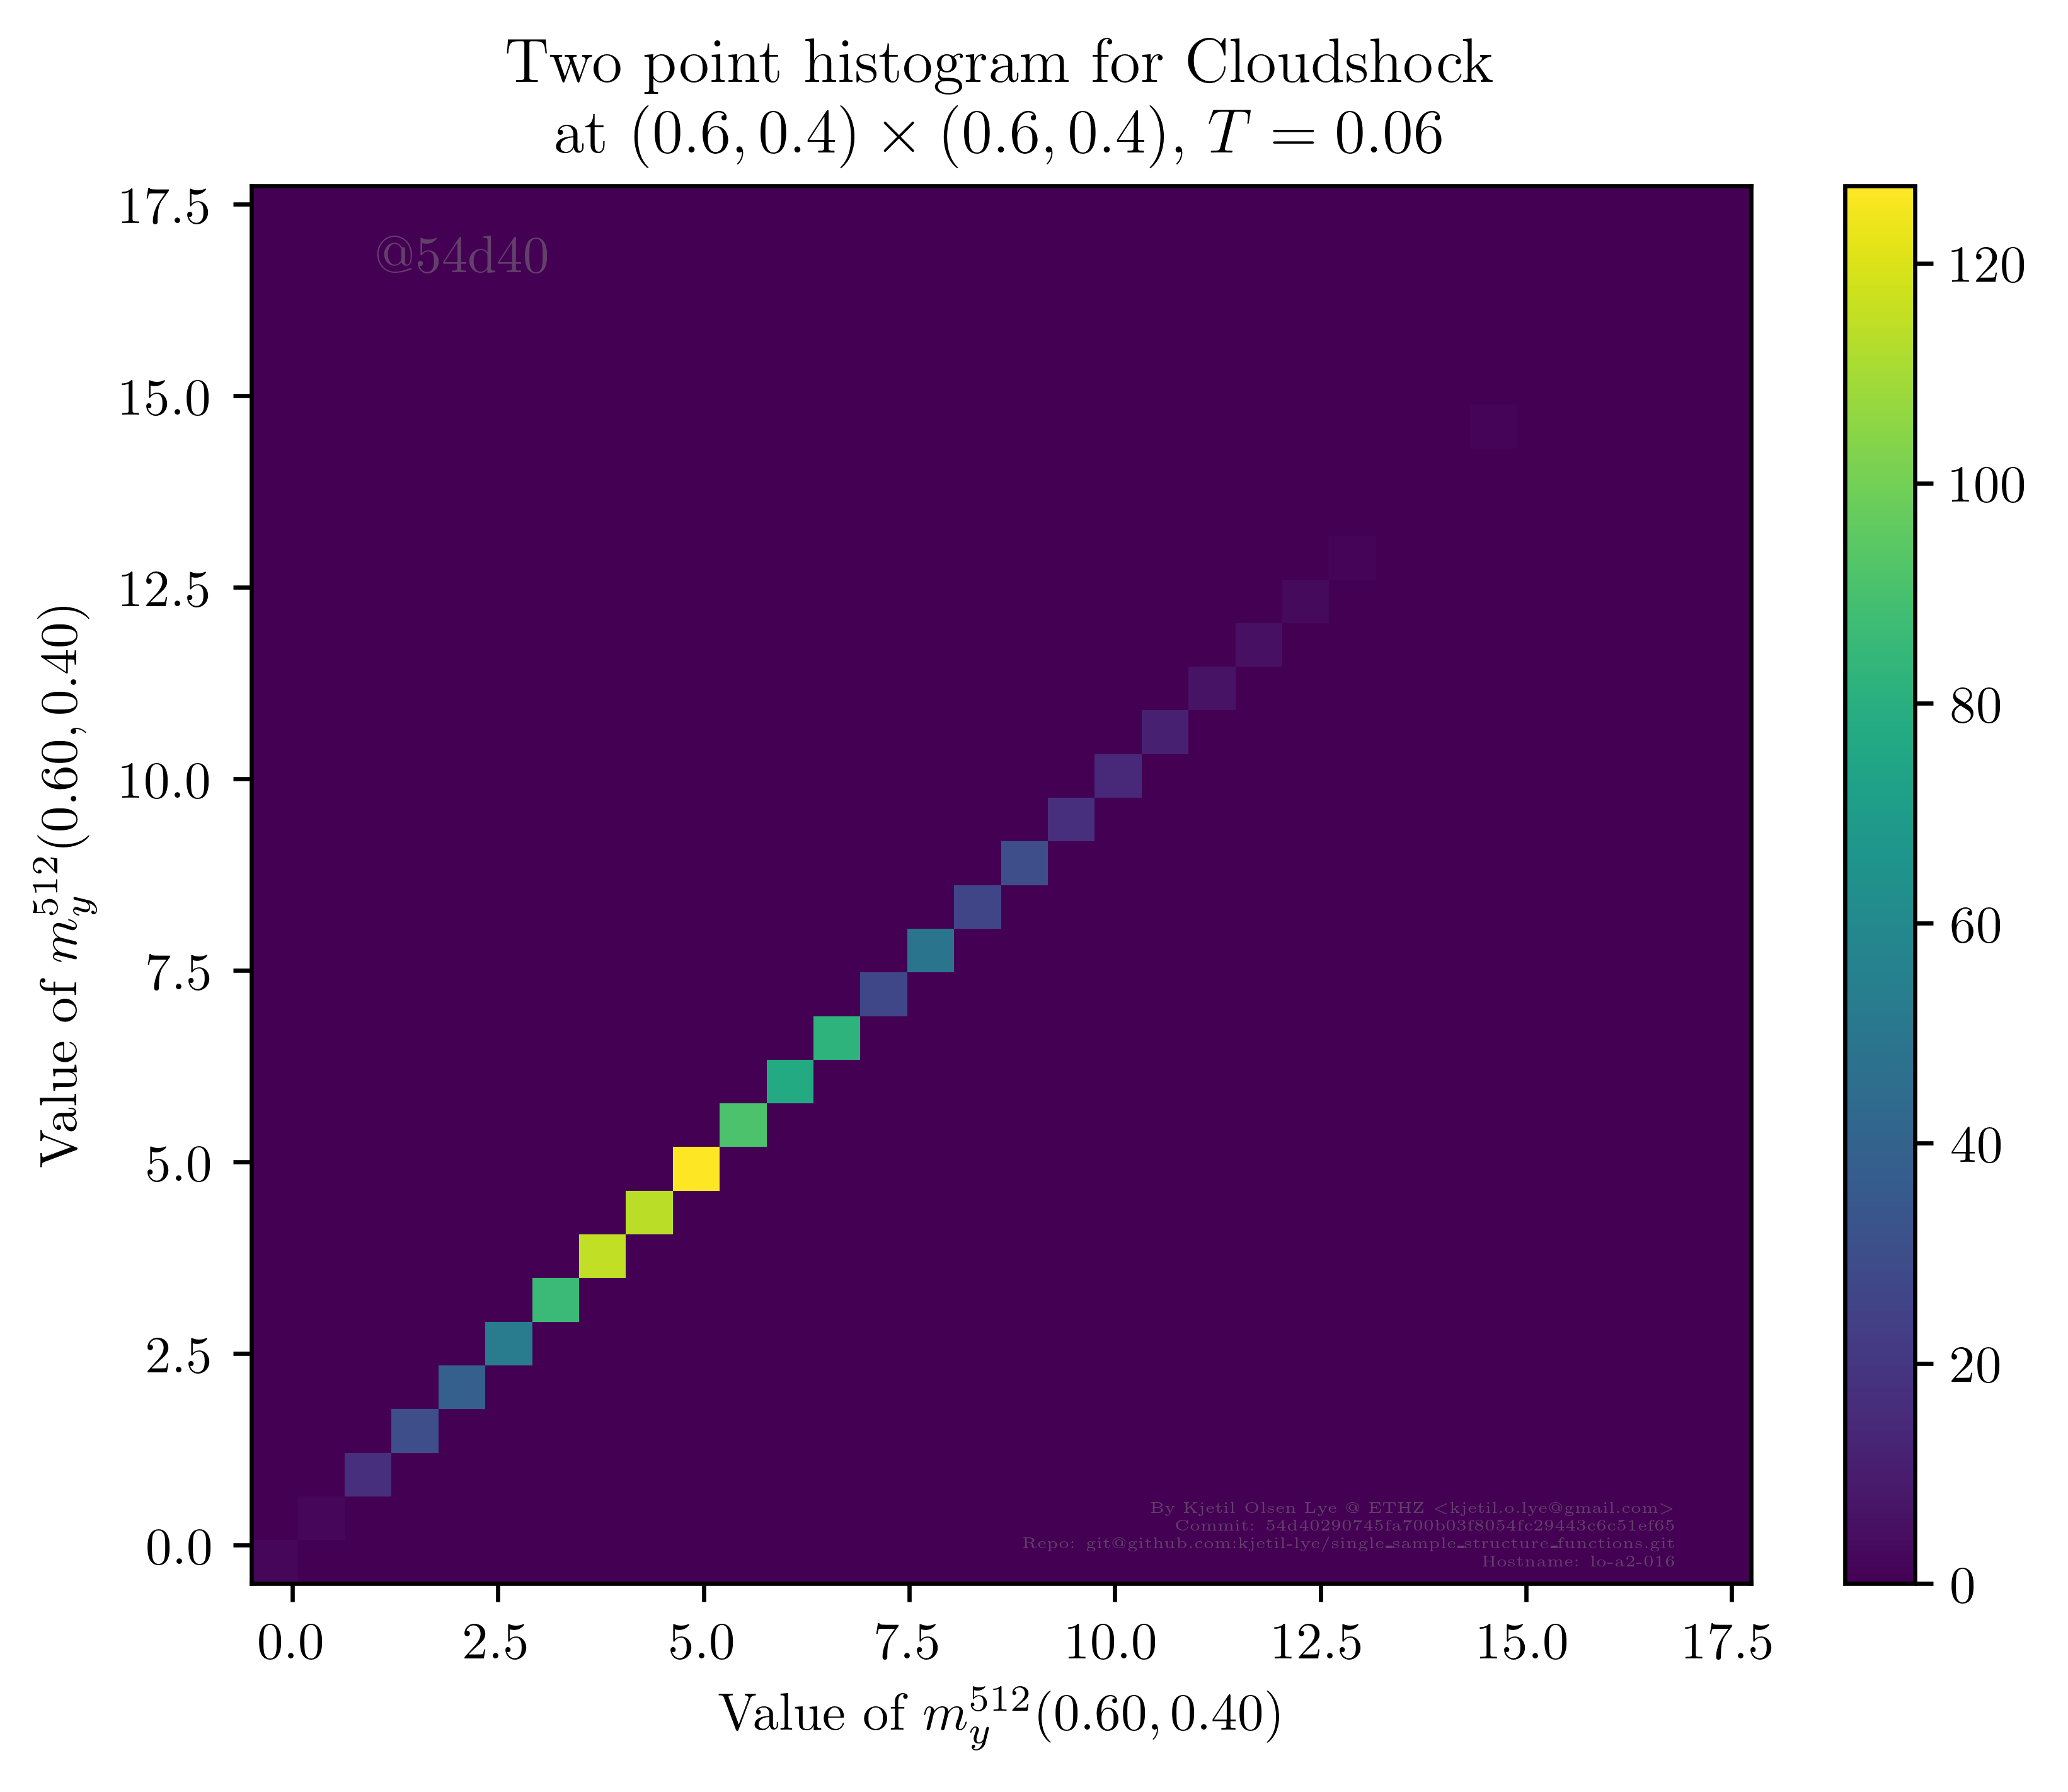 Two point histogram for Cloudshock
at (0.6, 0.4) × (0.6, 0.4), T = 0.06
17.5
15.0
12.5
10.0
7.5
5.0
2.5
0.0
Value of m_y^512(0.60, 0.40)
@54d40
By Kjetil Olsen Lye @ ETHZ <kjetil.o.lye@gmail.com>
Commit: 54d40290745fa700b03f8054fc29443c6c51ef65
Repo: git@github.com:kjetil-lye/single_sample_structure_functions.git
Hostname: lo-a2-016
0.0 2.5 5.0 7.5 10.0 12.5 15.0 17.5
Value of m_y^512(0.60, 0.40)
120
100
80
60
40
20
0